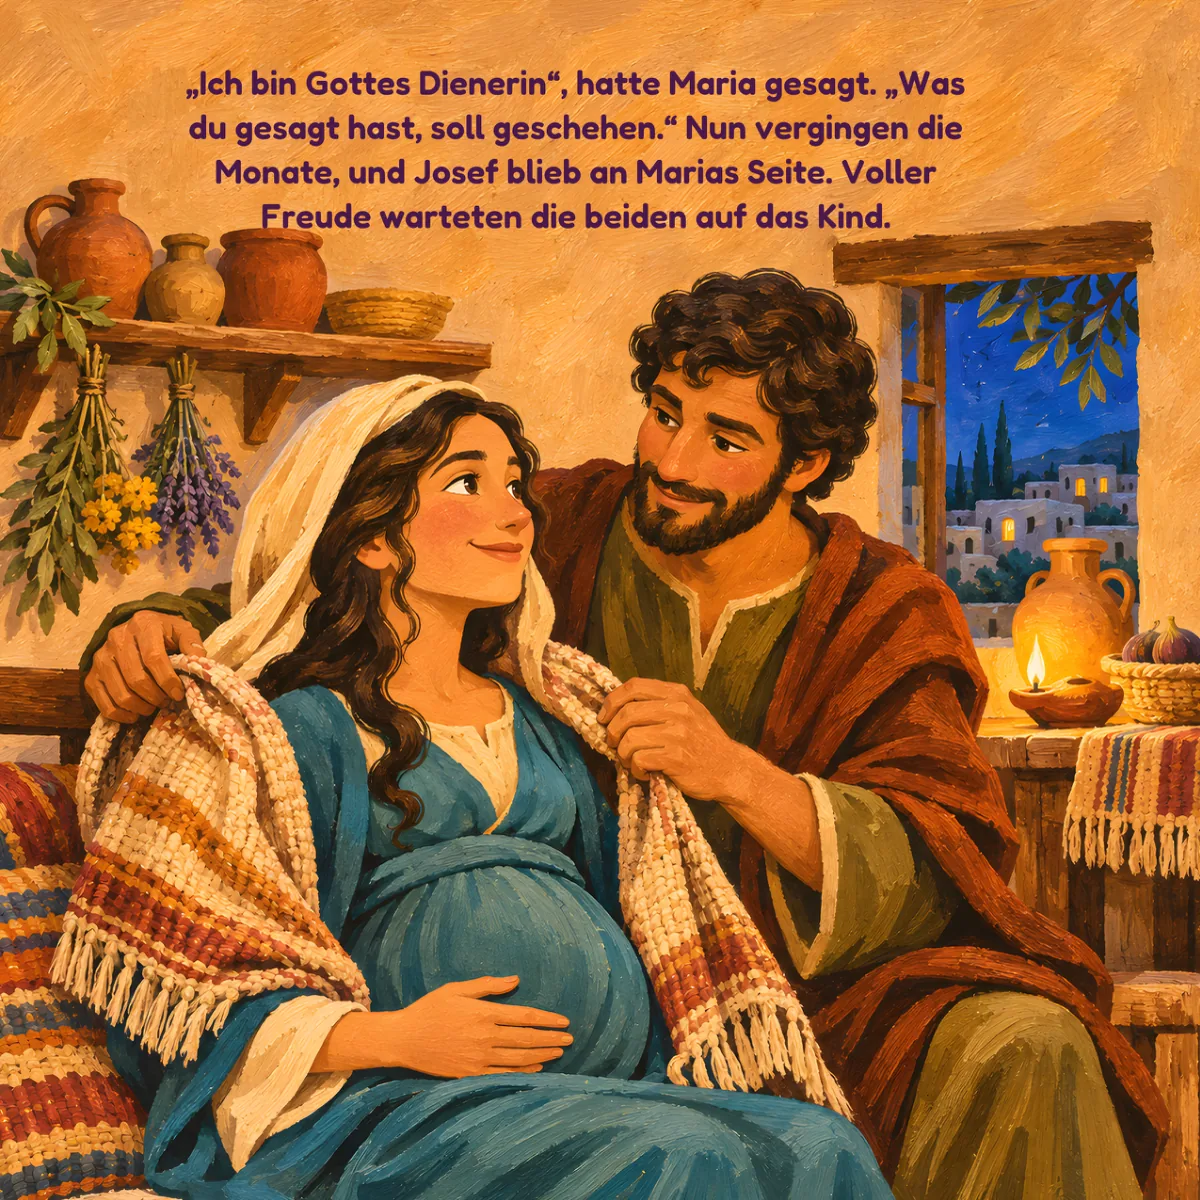 „Ich bin Gottes Dienerin“, hatte Maria gesagt. „Was
du gesagt hast, soll geschehen.“ Nun vergingen die
Monate, und Josef blieb an Marias Seite. Voller
Freude warteten die beiden auf das Kind.